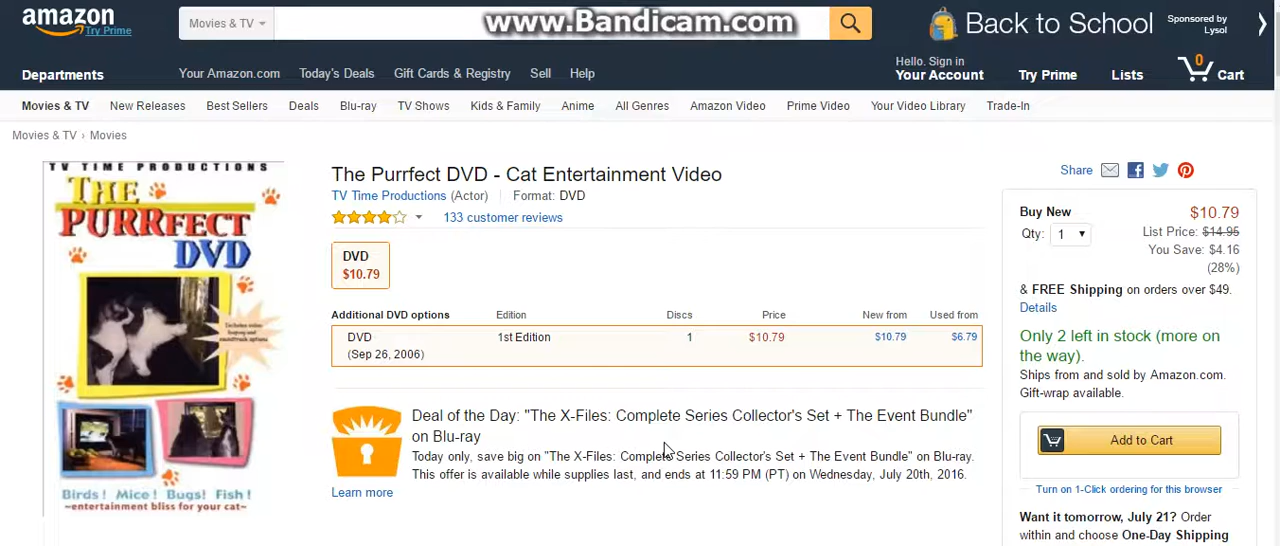 amazon
Try Prime
Movies & TV
www.Bandicam.com
Back to School
Sponsored by
Lysol
Departments
Your Amazon.com
Today's Deals
Gift Cards & Registry
Sell
Help
Hello. Sign in
Your Account
Try Prime
Lists
0
Cart
Movies & TV
New Releases
Best Sellers
Deals
Blu-ray
TV Shows
Kids & Family
Anime
All Genres
Amazon Video
Prime Video
Your Video Library
Trade-In
Movies & TV › Movies
TV TIME PRODUCTIONS
THE
PURRFECT
DVD
Includes video
looping and
soundtrack options
Birds! Mice! Bugs! Fish!
~entertainment bliss for your cat~
The Purrfect DVD - Cat Entertainment Video
TV Time Productions (Actor) | Format: DVD
133 customer reviews
DVD
$10.79
Additional DVD options Edition Discs Price New from Used from
DVD 1st Edition 1 $10.79 $10.79 $6.79
(Sep 26, 2006)
Deal of the Day: "The X-Files: Complete Series Collector's Set + The Event Bundle"
on Blu-ray
Today only, save big on "The X-Files: Complete Series Collector's Set + The Event Bundle" on Blu-ray.
This offer is available while supplies last, and ends at 11:59 PM (PT) on Wednesday, July 20th, 2016.
Learn more
Share
Buy New $10.79
Qty: 1 List Price: $14.95
You Save: $4.16
(28%)
& FREE Shipping on orders over $49.
Details
Only 2 left in stock (more on
the way).
Ships from and sold by Amazon.com.
Gift-wrap available.
Add to Cart
Turn on 1-Click ordering for this browser
Want it tomorrow, July 21? Order
within and choose One-Day Shipping